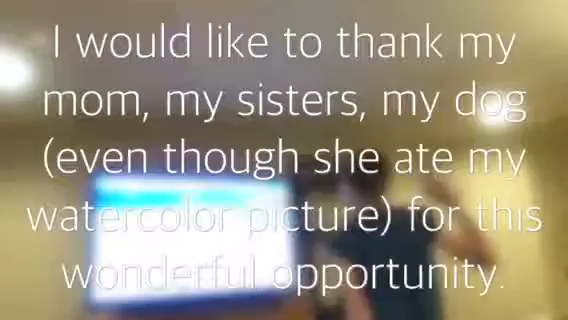 I would like to thank my
mom, my sisters, my dog
(even though she ate my
watercolor picture) for this
wonderful opportunity.